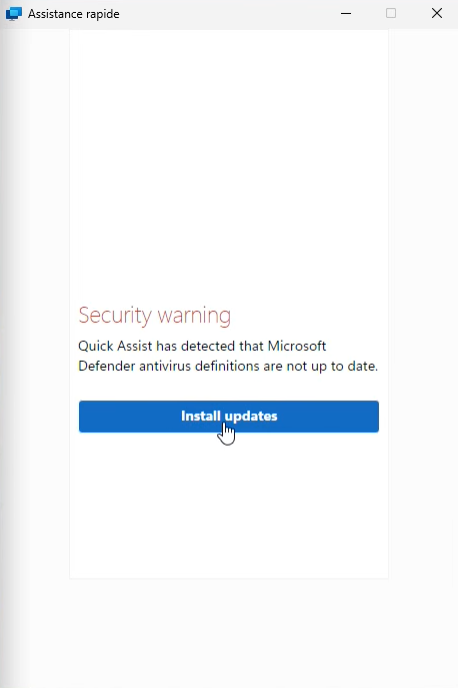 Assistance rapide
Security warning
Quick Assist has detected that Microsoft
Defender antivirus definitions are not up to date.
Install updates